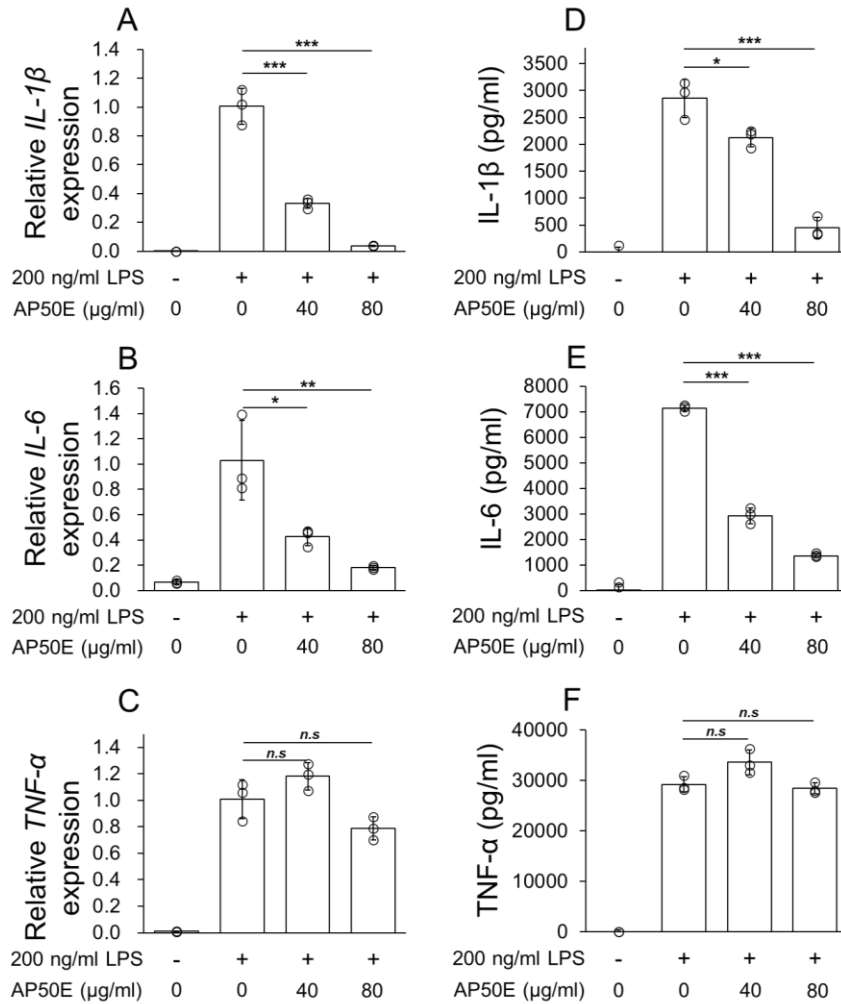 A
Relative IL-1β expression
1.4
1.2
1.0
0.8
0.6
0.4
0.2
0.0
***
***
200 ng/ml LPS - + + +
AP50E (µg/ml) 0 0 40 80
B
Relative IL-6 expression
1.6
1.4
1.2
1.0
0.8
0.6
0.4
0.2
0.0
**
*
200 ng/ml LPS - + + +
AP50E (µg/ml) 0 0 40 80
C
Relative TNF-α expression
1.4
1.2
1.0
0.8
0.6
0.4
0.2
0.0
n.s
n.s
200 ng/ml LPS - + + +
AP50E (µg/ml) 0 0 40 80
D
IL-1β (pg/ml)
3500
3000
2500
2000
1500
1000
500
0
***
*
200 ng/ml LPS - + + +
AP50E (µg/ml) 0 0 40 80
E
IL-6 (pg/ml)
8000
7000
6000
5000
4000
3000
2000
1000
0
***
***
200 ng/ml LPS - + + +
AP50E (µg/ml) 0 0 40 80
F
TNF-α (pg/ml)
40000
30000
20000
10000
0
n.s
n.s
200 ng/ml LPS - + + +
AP50E (µg/ml) 0 0 40 80